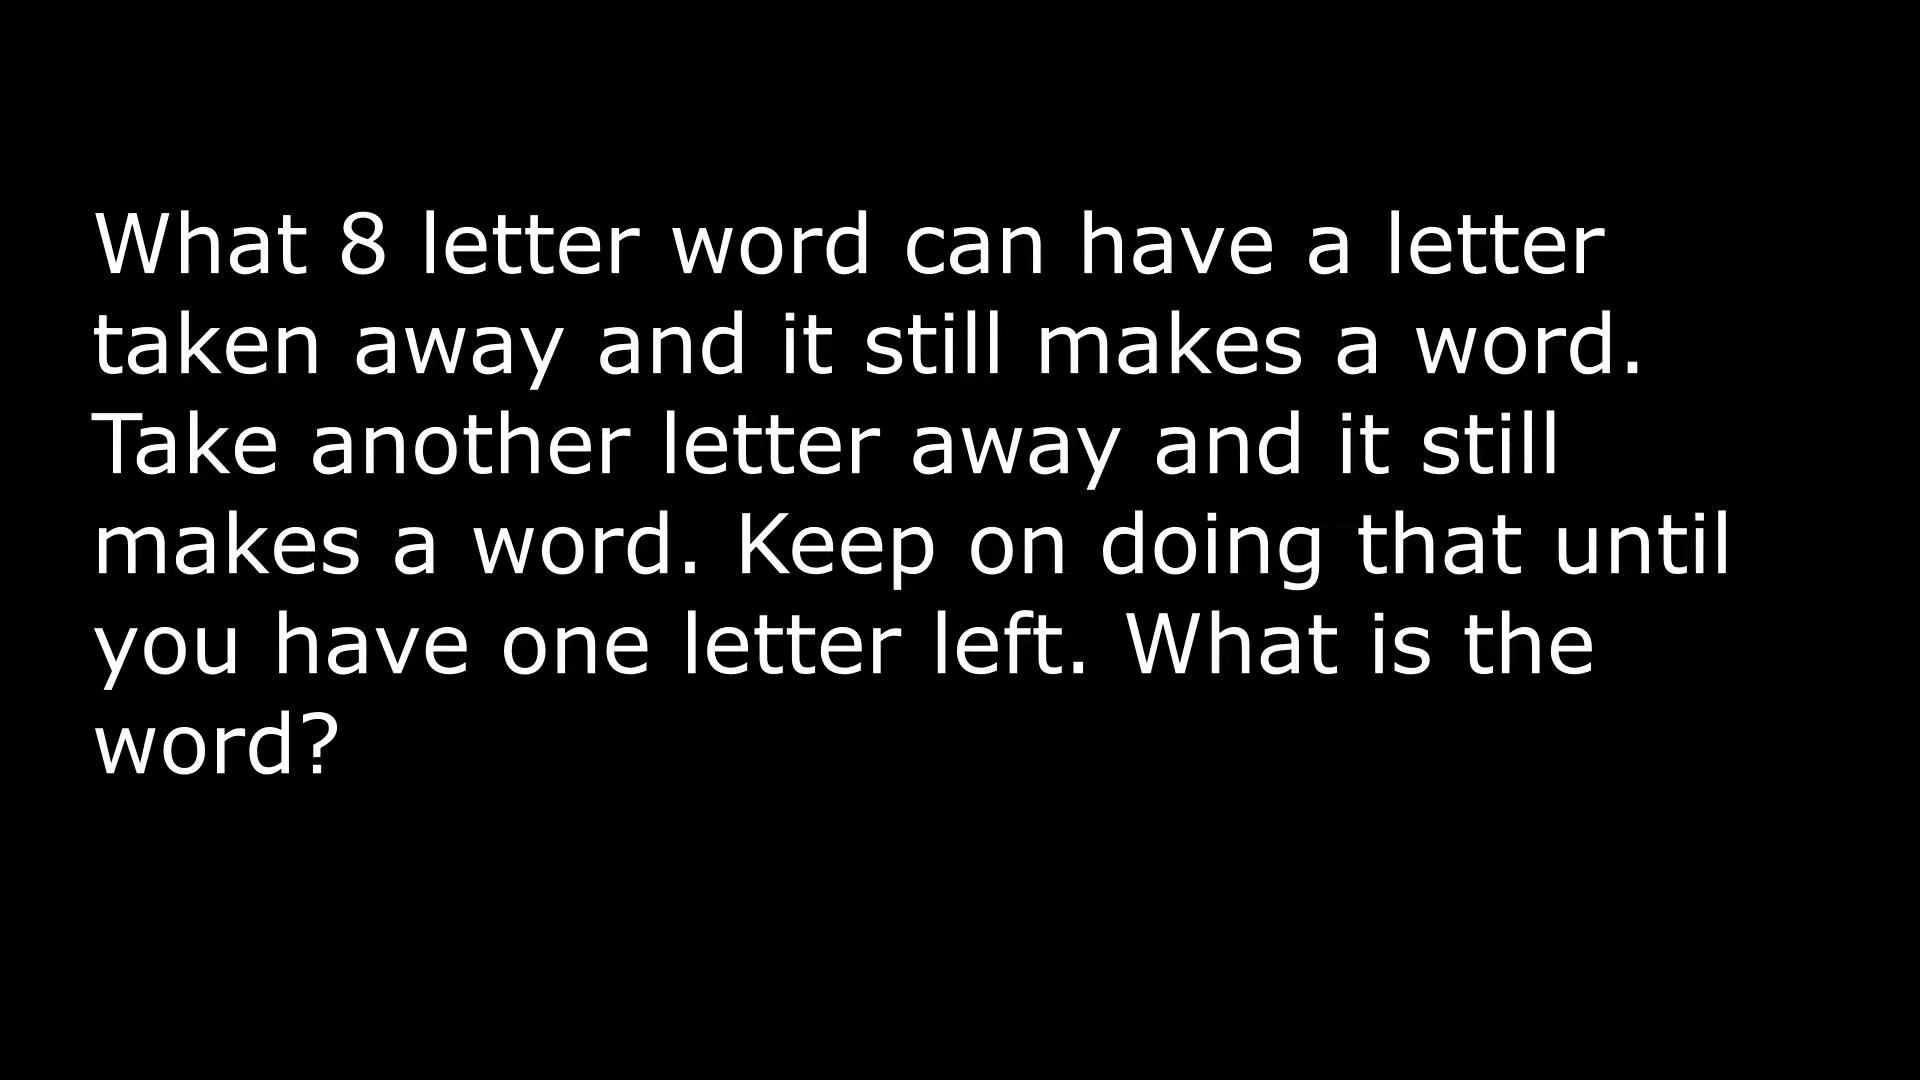 What 8 letter word can have a letter
taken away and it still makes a word.
Take another letter away and it still
makes a word. Keep on doing that until
you have one letter left. What is the
word?